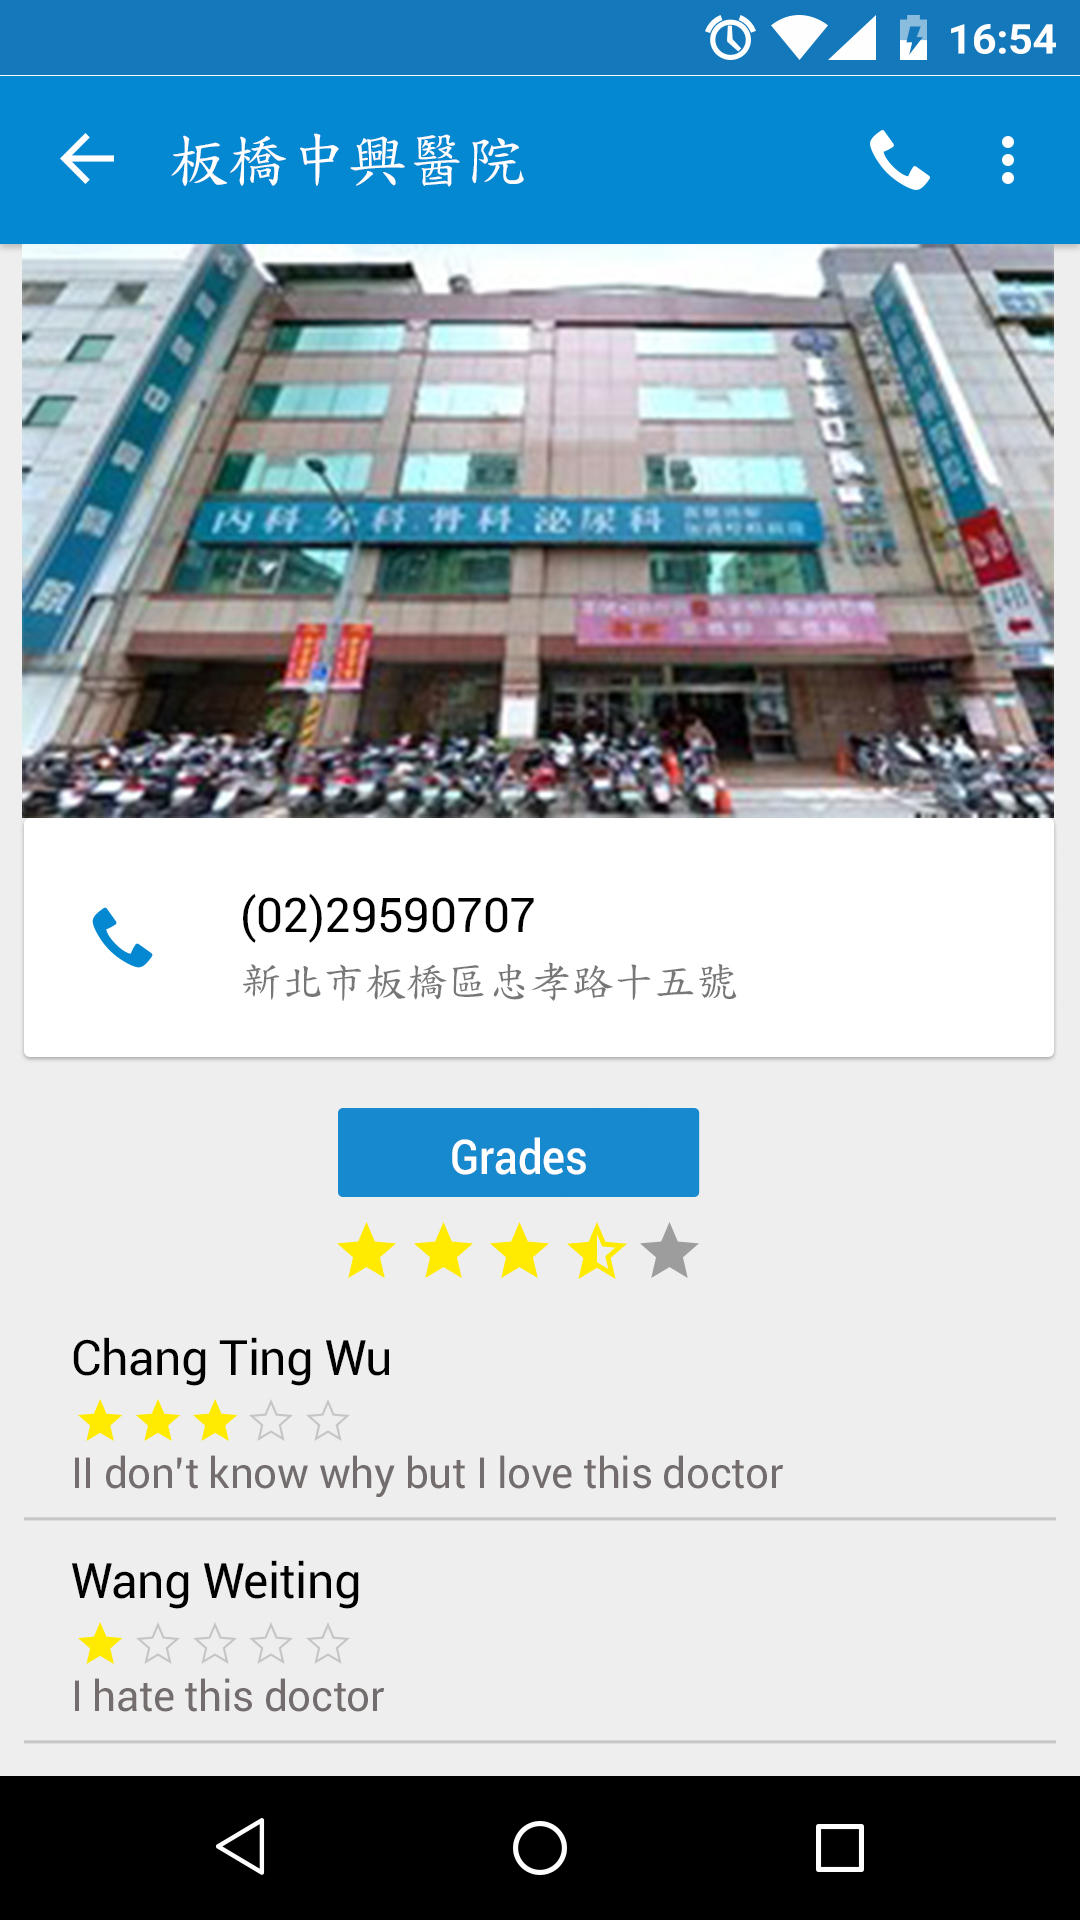 16:54
板橋中興醫院
內科.外科.骨科.泌尿科
(02)29590707
新北市板橋區忠孝路十五號
Grades
Chang Ting Wu
II don't know why but I love this doctor
Wang Weiting
I hate this doctor